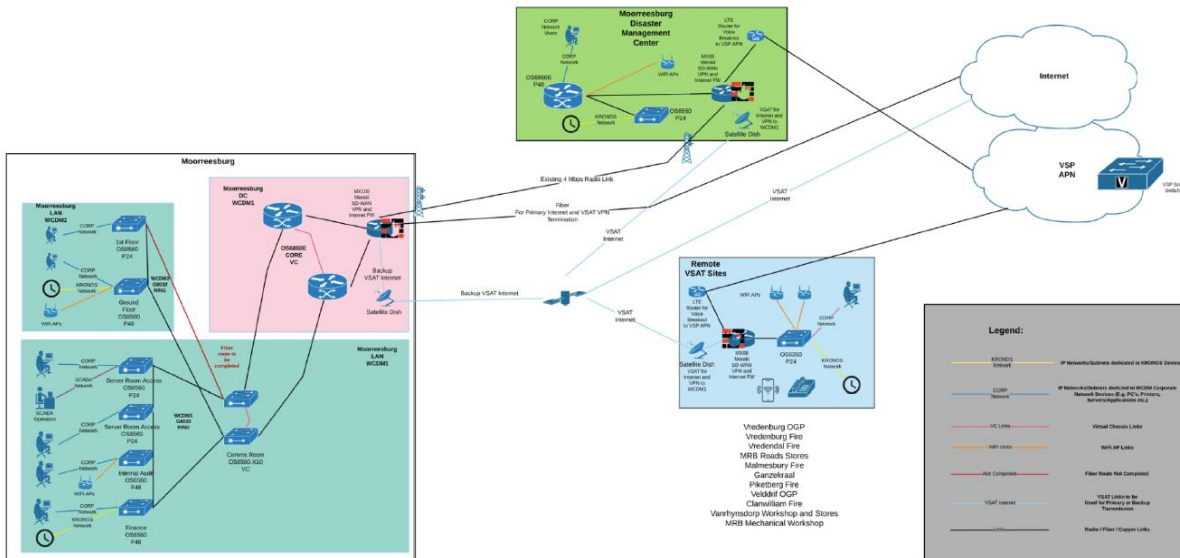 Moorreesburg
Disaster
Management
Center
CORP
Network
Users
CORP
Network
OS6860E
P48
WIFI APs
KRONOS
Network
OS6560
P24
LTE
Router for
Voice
Breakout
to VSP APN
MX68
Meraki
SD-WAN
VPN and
Internet FW
VSAT for
Internet and
VPN to
WCDM1
Satellite Dish
Internet
VSP
APN
V
Switch
Moorreesburg
Moorreesburg
LAN
WCDM2
CORP
Network
1st Floor
OS6560
P24
CORP
Network
KRONOS
Network
WIFI APs
Ground
Floor
OS6560
P48
WCDM2
G8032
RING
Moorreesburg
DC
WCDM1
OS6860E
CORE
VC
Meraki
SD-WAN
VPN and
Internet FW
Backup
VSAT Internet
Satellite Dish
Existing 4 Mbps Radio Link
Fiber
For Primary Internet and VSAT VPN
Termination
VSAT
Internet
VSAT
Internet
Backup VSAT Internet
VSAT
Internet
Fiber
route to
be
completed
Moorreesburg
LAN
WCDM1
CORP
Network
SCADA
Network
SCADA
Operators
Server Room Access
OS6560
P24
CORP
Network
Server Room Access
OS6560
P24
WCDM1
G8032
RING
CORP
Network
WIFI APs
Internal Audit
OS6560
P48
CORP
Network
KRONOS
Network
Finance
OS6560
P48
Comms Room
OS6560-X10
VC
Remote
VSAT Sites
LTE
Router for
Voice
Breakout
to VSP APN
WIFI APs
CORP
Network
Satellite Dish
VSAT for
Internet and
VPN to
WCDM1
MX68
Meraki
SD-WAN
VPN and
Internet FW
P24
KRONOS
Network
Vredenburg OGP
Vredenburg Fire
Vredendal Fire
MRB Roads Stores
Malmesbury Fire
Ganzekraal
Piketberg Fire
Velddrif OGP
Clanwilliam Fire
Vanrhynsdorp Workshop and Stores
MRB Mechanical Workshop
Legend:
KRONOS
Network
IP Networks/Subnets dedicated to KRONOS Device
CORP
Network
IP Networks/Subnets dedicated to WCDM Corporate
Network Devices (E.g. PC's, Printers,
Servers/Applications etc.)
VC Links
Virtual Chassis Links
WIFI Links
WiFi AP Links
Not Completed
Fiber Route Not Completed
VSAT Internet
VSAT Links to be
Used for Primary or Backup
Transmission
Links
Radio / Fiber / Copper Links